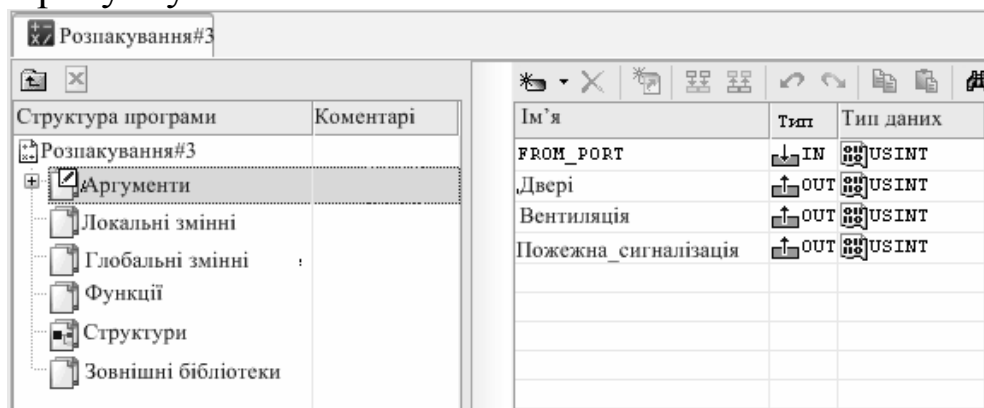 Розпакування#3
Структура програми Коментарі
Розпакування#3
Аргументи
Локальні змінні
Глобальні змінні
Функції
Структури
Зовнішні бібліотеки
Ім’я Тип Тип даних
FROM_PORT IN USINT
Двері OUT USINT
Вентиляція OUT USINT
Пожежна_сигналізація OUT USINT